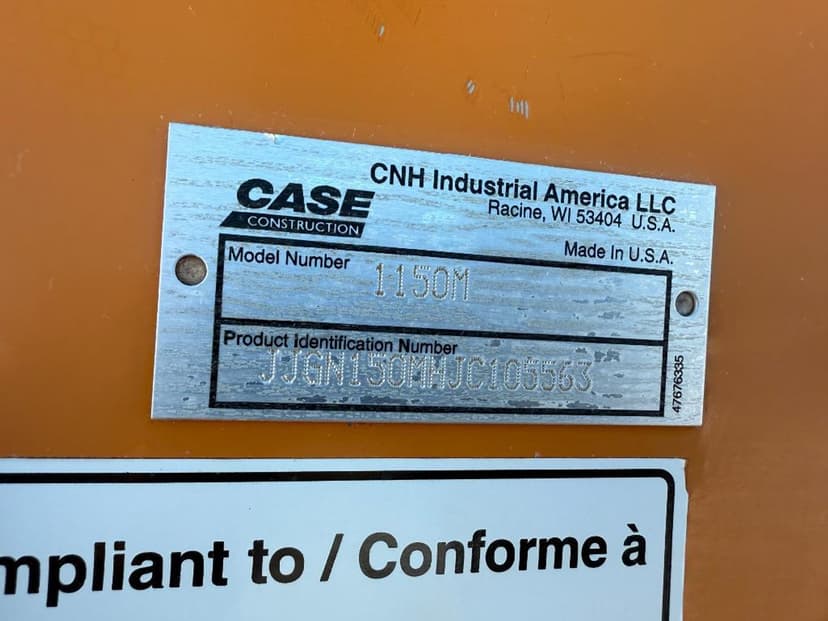 CASE
CONSTRUCTION
CNH Industrial America LLC
Racine, WI 53404 U.S.A.
Made In U.S.A.
Model Number
1150M
Product Identification Number
JJGN150MHJC105563
47676335
mpliant to / Conforme à